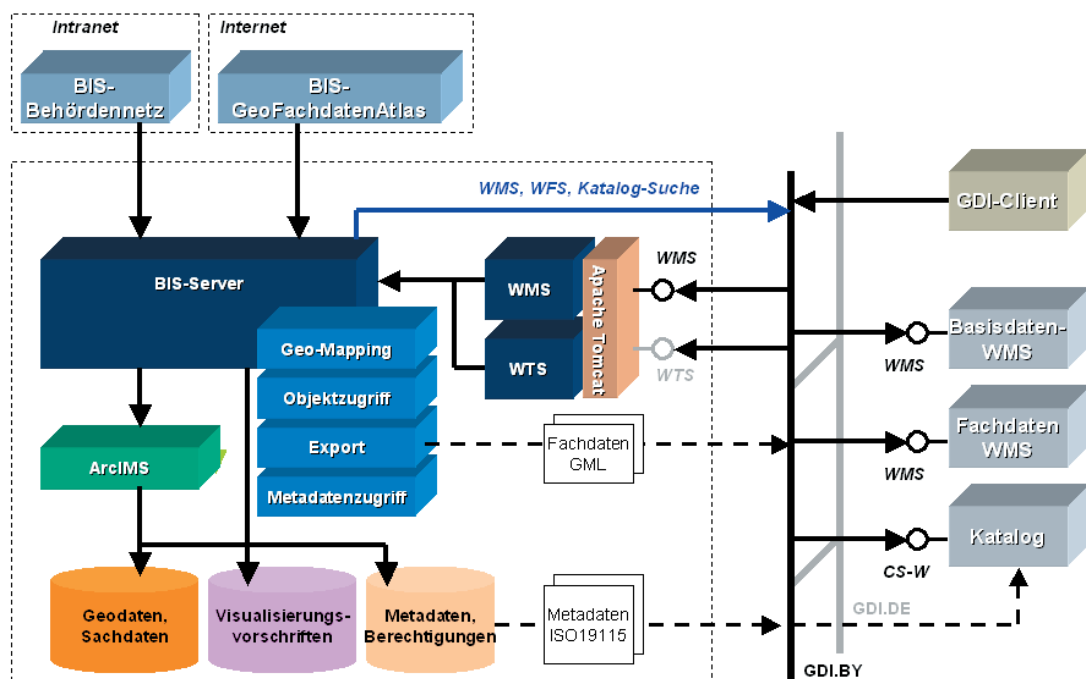 Intranet
Internet
BIS-
Behördennetz
BIS-
GeoFachdatenAtlas
WMS, WFS, Katalog-Suche
GDI-Client
BIS-Server
WMS
WTS
Apache Tomcat
WMS
WTS
Basisdaten-
WMS
WMS
Geo-Mapping
Objektzugriff
Export
Metadatenzugriff
ArcIMS
Fachdaten
GML
Fachdaten
WMS
WMS
Katalog
CS-W
Geodaten,
Sachdaten
Visualisierungs-
vorschriften
Metadaten,
Berechtigungen
Metadaten
ISO19115
GDI.DE
GDI.BY